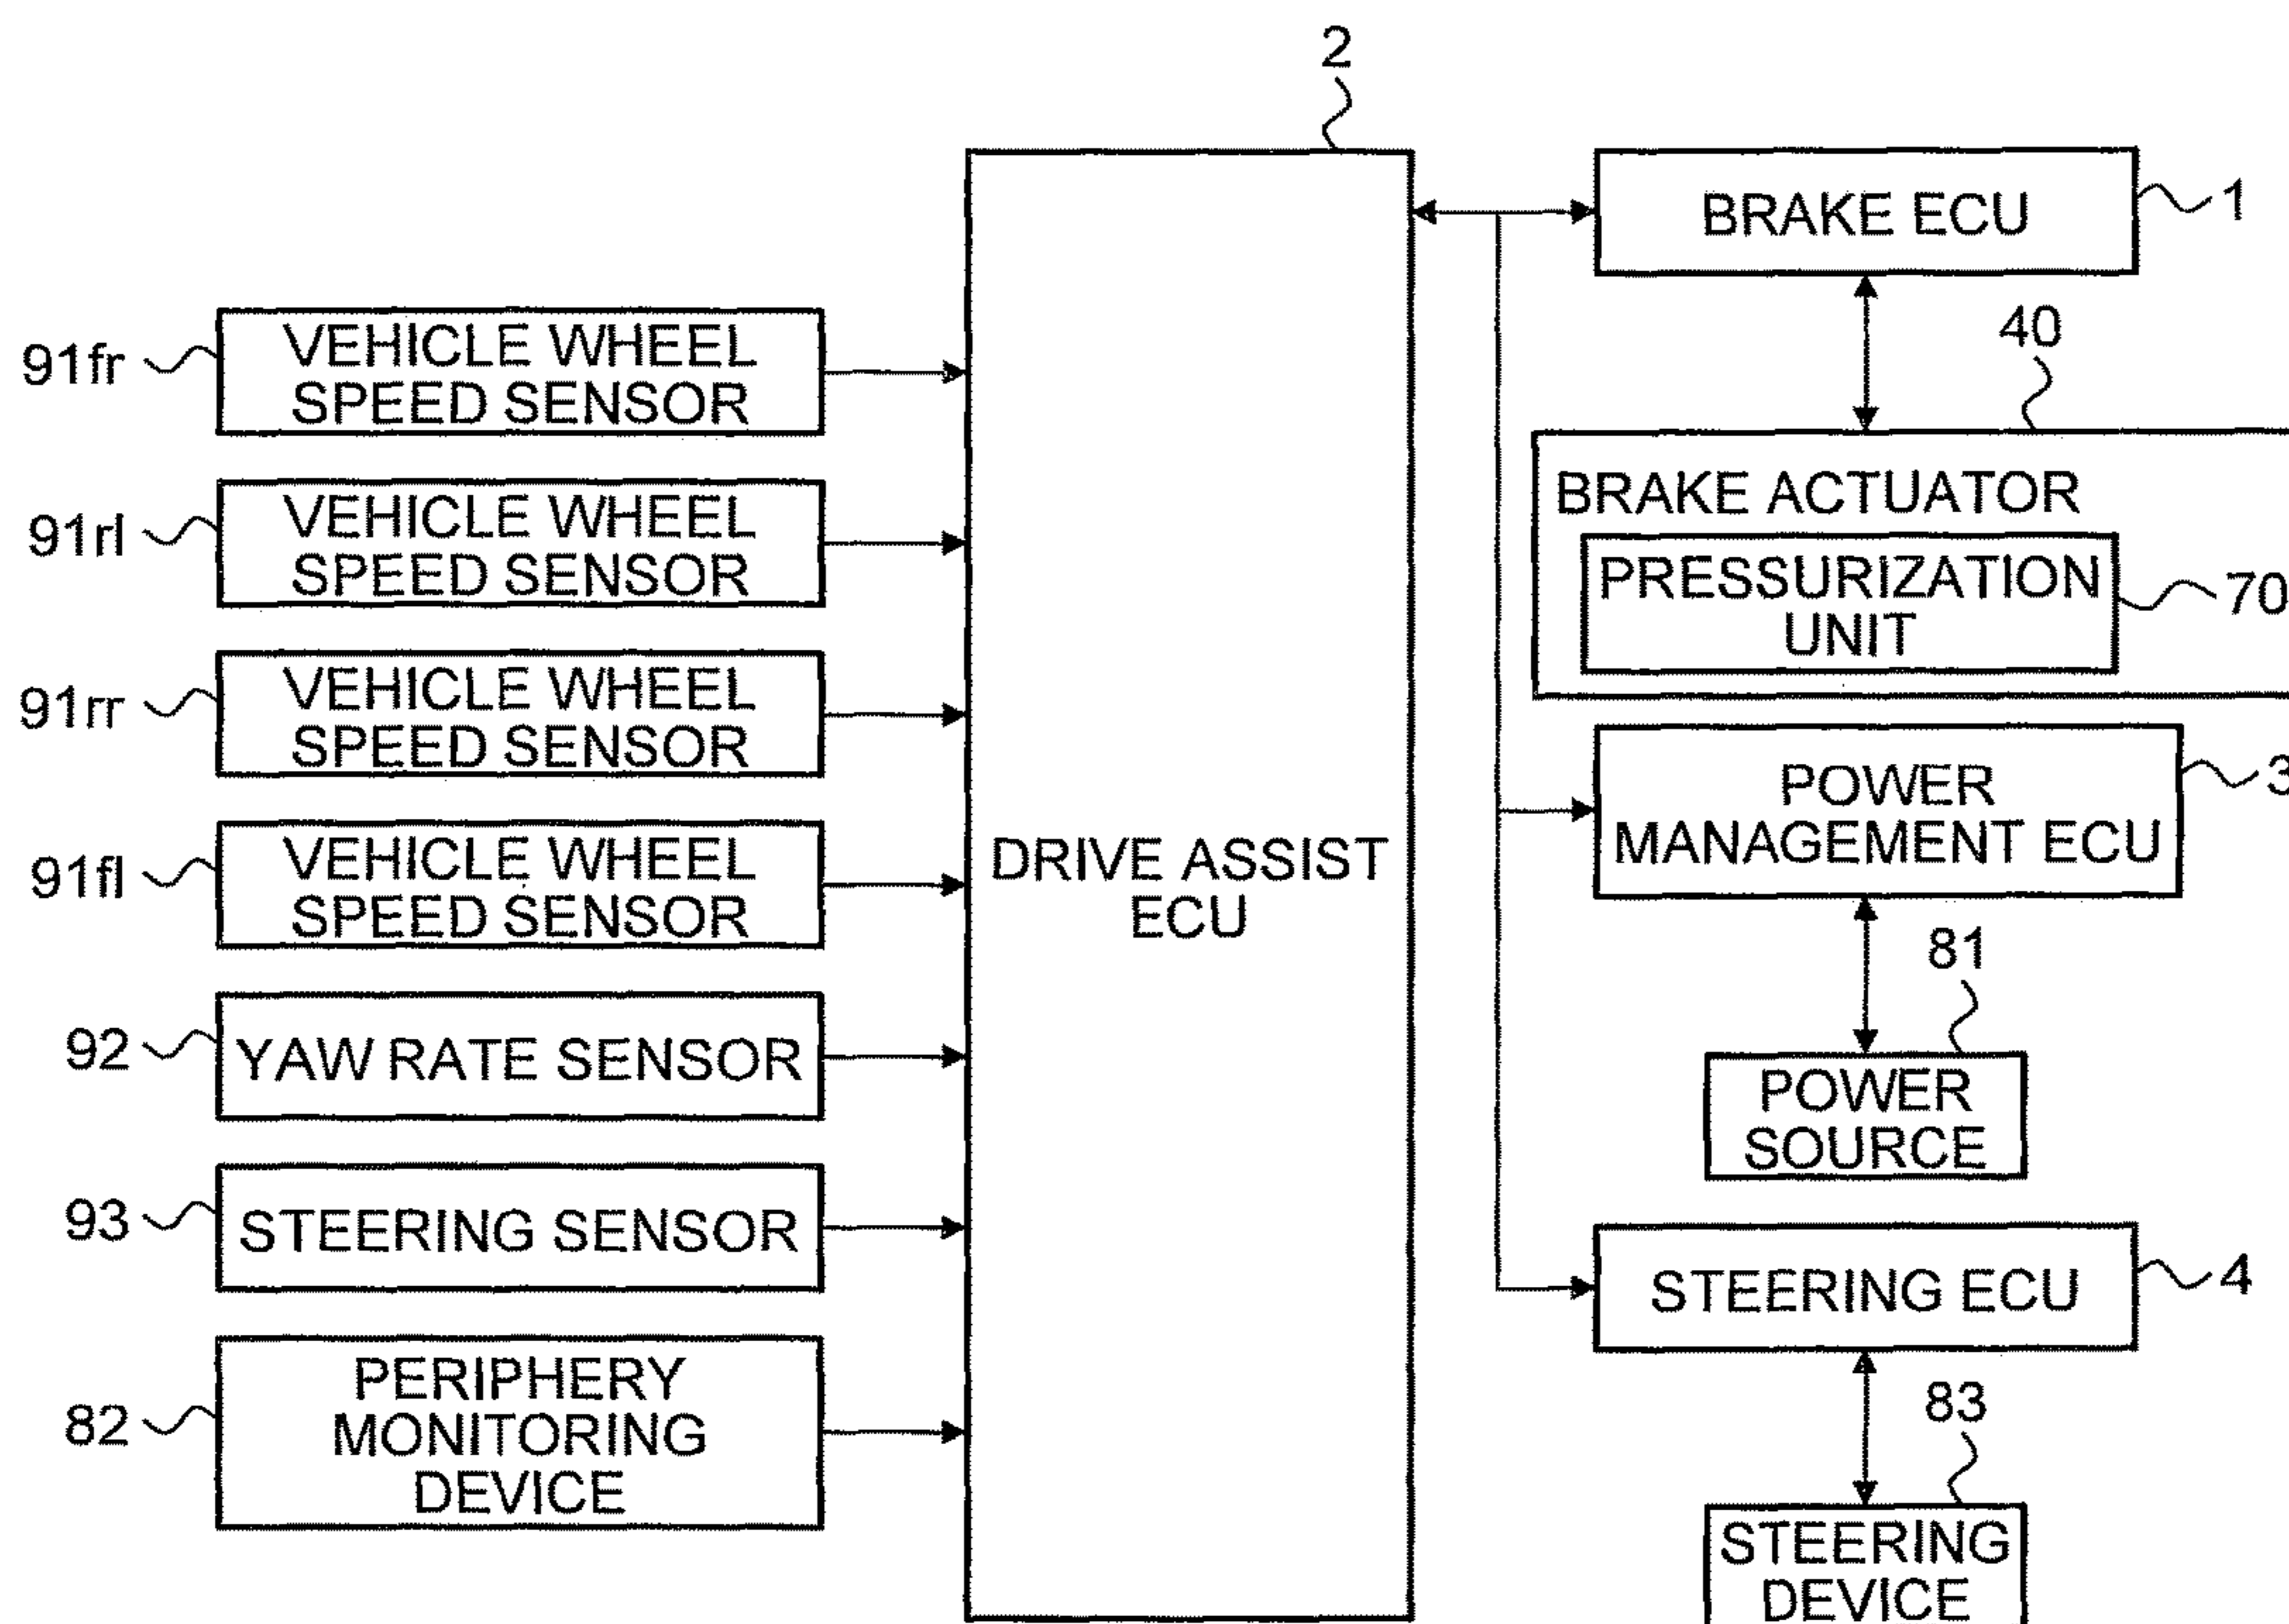 2
BRAKE ECU
1
40
91fr
VEHICLE WHEEL
SPEED SENSOR
BRAKE ACTUATOR
91rl
VEHICLE WHEEL
SPEED SENSOR
PRESSURIZATION
UNIT
70
91rr
VEHICLE WHEEL
SPEED SENSOR
POWER
MANAGEMENT ECU
3
91fl
VEHICLE WHEEL
SPEED SENSOR
DRIVE ASSIST
ECU
81
92
YAW RATE SENSOR
POWER
SOURCE
93
STEERING SENSOR
STEERING ECU
4
82
PERIPHERY
MONITORING
DEVICE
83
STEERING
DEVICE